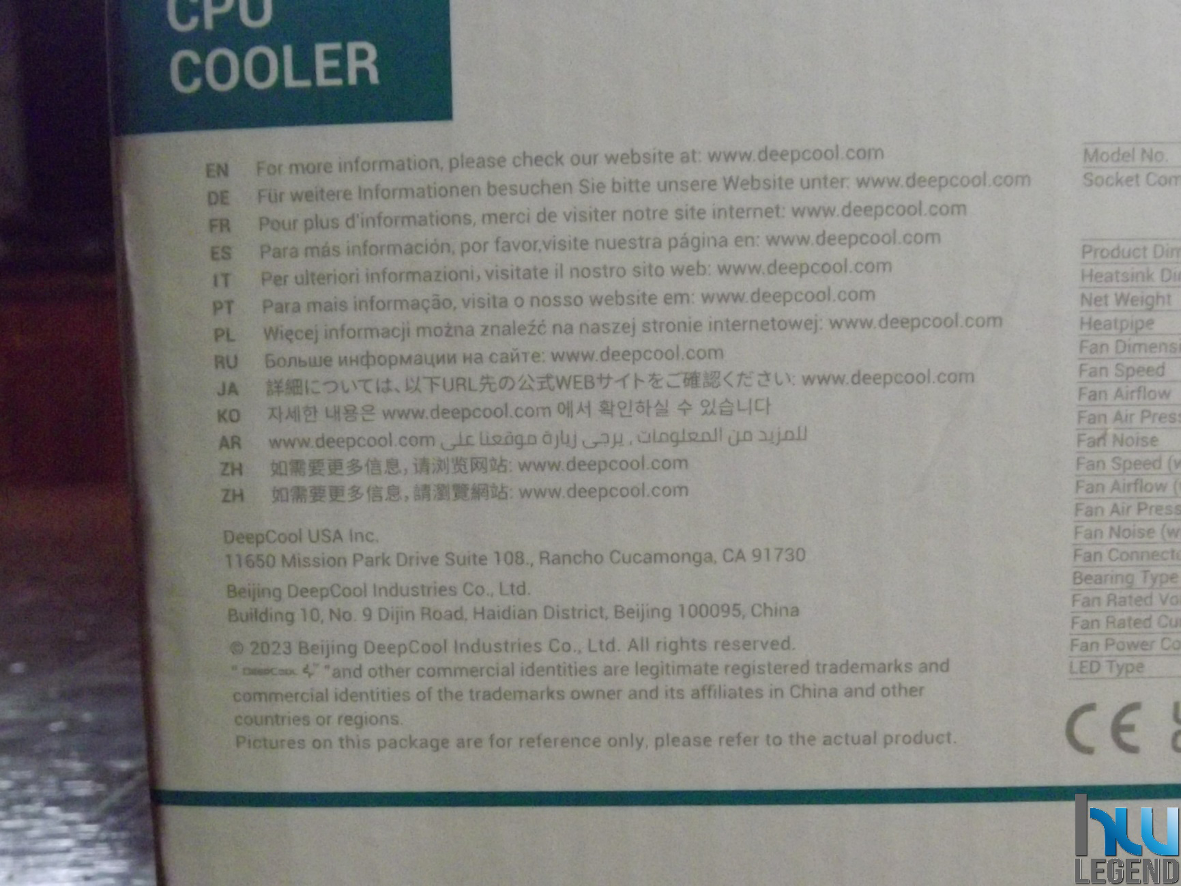 CPU
COOLER
EN For more information, please check our website at: www.deepcool.com
DE Für weitere Informationen besuchen Sie bitte unsere Website unter: www.deepcool.com
FR Pour plus d'informations, merci de visiter notre site internet: www.deepcool.com
ES Para más información, por favor,visite nuestra página en: www.deepcool.com
IT Per ulteriori informazioni, visitate il nostro sito web: www.deepcool.com
PT Para mais informação, visita o nosso website em: www.deepcool.com
PL Więcej informacji można znaleźć na naszej stronie internetowej: www.deepcool.com
RU Больше информации на сайте: www.deepcool.com
JA 詳細については、以下URL先の公式WEBサイトをご確認ください: www.deepcool.com
KO 자세한 내용은 www.deepcool.com 에서 확인하실 수 있습니다
AR للمزيد من المعلومات , يرجى زيارة موقعنا على www.deepcool.com
ZH 如需要更多信息，请浏览网站: www.deepcool.com
ZH 如需要更多信息，請瀏覽網站: www.deepcool.com
DeepCool USA Inc.
11650 Mission Park Drive Suite 108., Rancho Cucamonga, CA 91730
Beijing DeepCool Industries Co., Ltd.
Building 10, No. 9 Dijin Road, Haidian District, Beijing 100095, China
© 2023 Beijing DeepCool Industries Co., Ltd. All rights reserved.
" DEEPCOOL "and other commercial identities are legitimate registered trademarks and
commercial identities of the trademarks owner and its affiliates in China and other
countries or regions.
Pictures on this package are for reference only, please refer to the actual product.
Model No.
Socket Com
Product Dim
Heatsink Di
Net Weight
Heatpipe
Fan Dimensi
Fan Speed
Fan Airflow
Fan Air Press
Fan Noise
Fan Speed (w
Fan Airflow (
Fan Air Press
Fan Noise (w
Fan Connecto
Bearing Type
Fan Rated Vo
Fan Rated Cu
Fan Power Co
LED Type
CE
hw
LEGEND